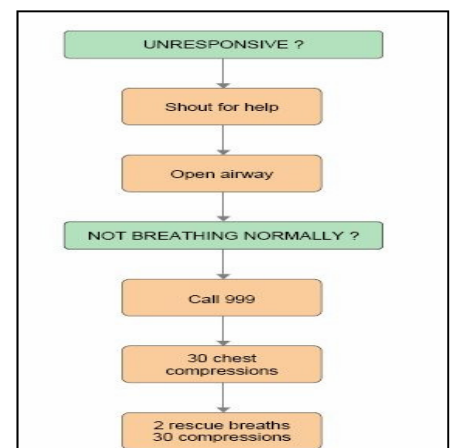 UNRESPONSIVE ?
Shout for help
Open airway
NOT BREATHING NORMALLY ?
Call 999
30 chest
compressions
2 rescue breaths
30 compressions